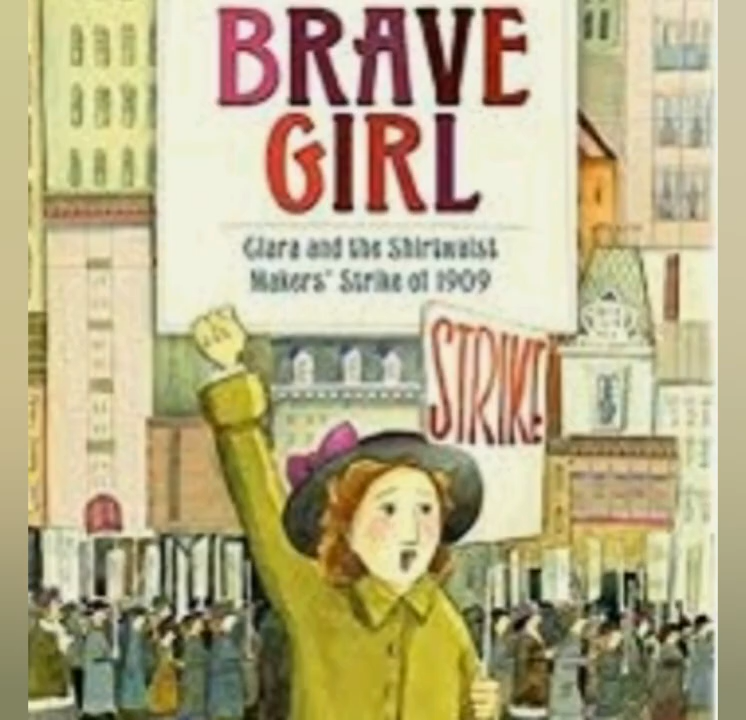 BRAVE
GIRL
Clara and the Shirtwaist
Makers' Strike of 1909
STRIKE